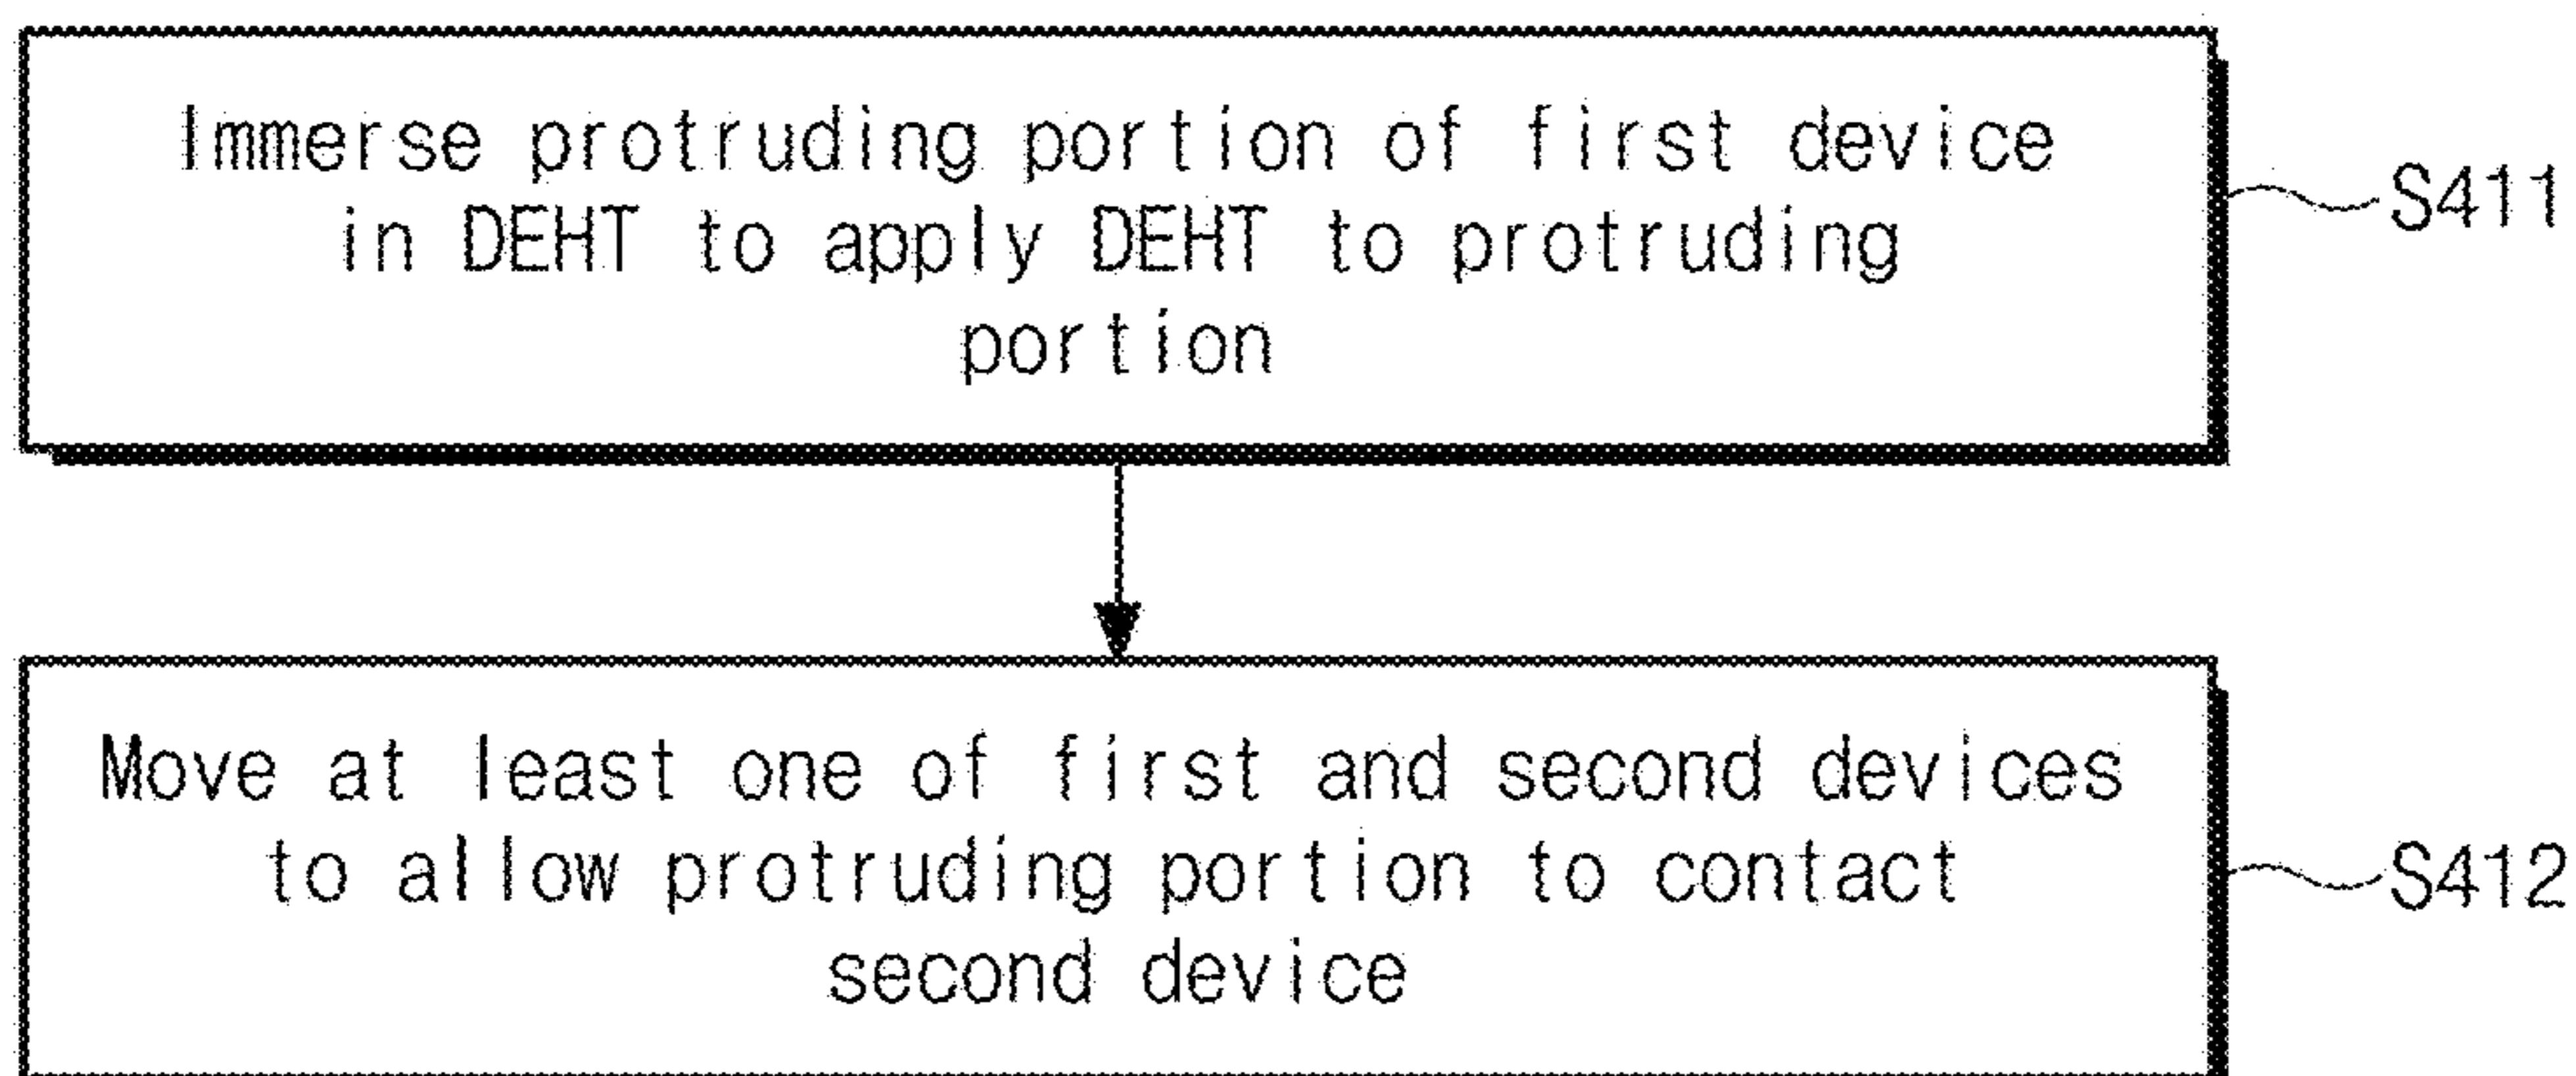 Immerse protruding portion of first device
in DEHT to apply DEHT to protruding
portion
S411
Move at least one of first and second devices
to allow protruding portion to contact
second device
S412